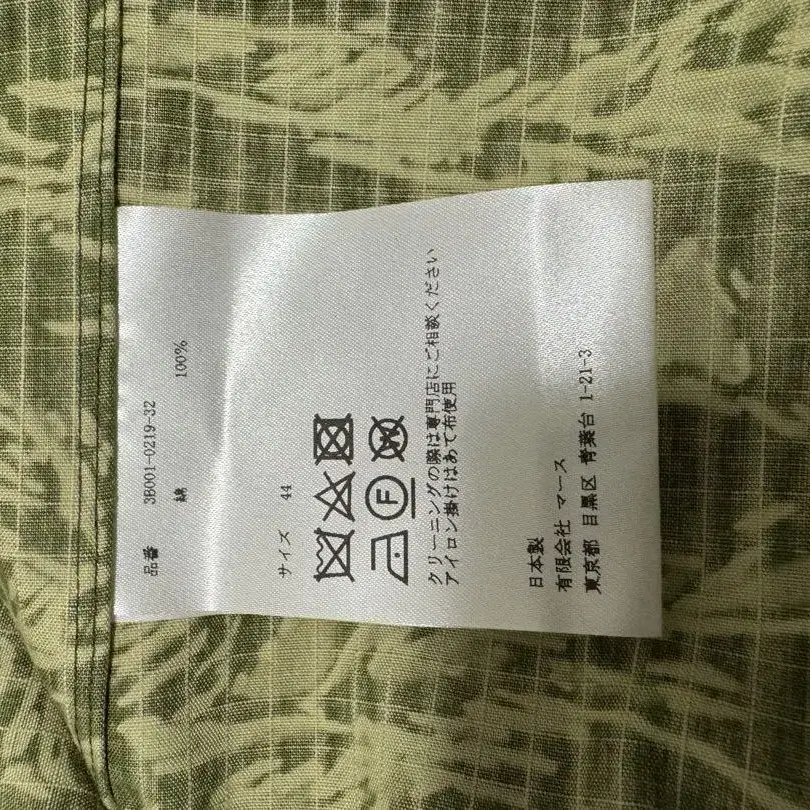 品番 3B001-0219-32
綿 100%
サイズ 44
F W
クリーニングの際は専門店にご相談ください
アイロン掛けはあて布使用
日本製
有限会社 マース
東京都 目黒区 青葉台 1-21-3